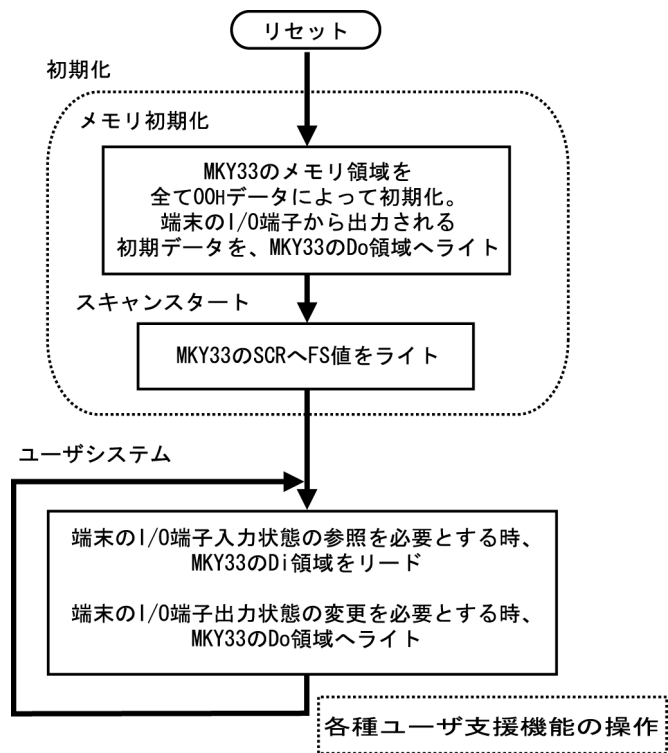 リセット
初期化
メモリ初期化
MKY33のメモリ領域を
全て00Hデータによって初期化。
端末のI/O端子から出力される
初期データを、MKY33のDo領域へライト
スキャンスタート
MKY33のSCRへFS値をライト
ユーザシステム
端末のI/O端子入力状態の参照を必要とする時、
MKY33のDi領域をリード
端末のI/O端子出力状態の変更を必要とする時、
MKY33のDo領域へライト
各種ユーザ支援機能の操作